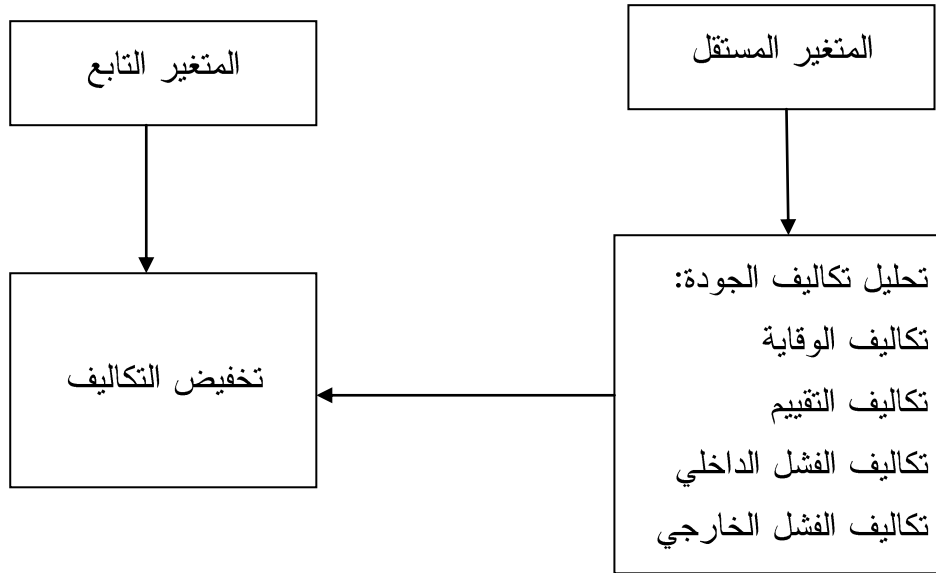 المتغير المستقل
المتغير التابع
تحليل تكاليف الجودة:
تكاليف الوقاية
تكاليف التقييم
تكاليف الفشل الداخلي
تكاليف الفشل الخارجي
تخفيض التكاليف